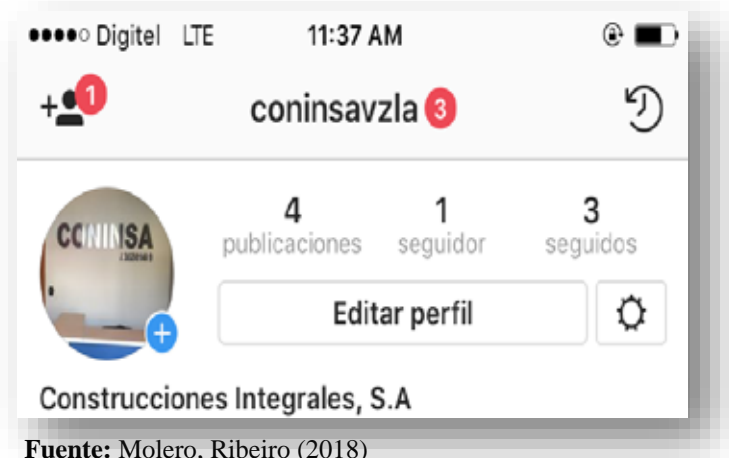 Digitel LTE 11:37 AM
1
coninsavzla 3
4 1 3
publicaciones seguidor seguidos
CONINSA
Editar perfil
Construcciones Integrales, S.A
Fuente: Molero, Ribeiro (2018)